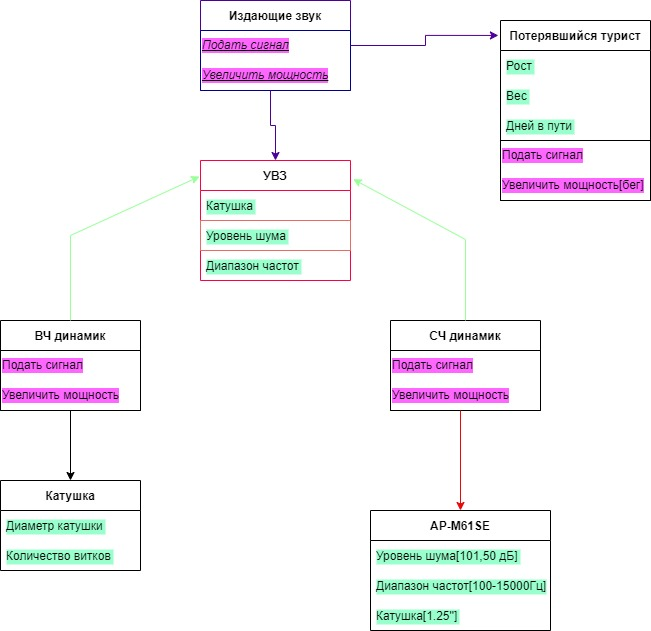 Издающие звук
Подать сигнал
Увеличить мощность
Потерявшийся турист
Рост
Вес
Дней в пути
Подать сигнал
Увеличить мощность[бег]
УВЗ
Катушка
Уровень шума
Диапазон частот
ВЧ динамик
Подать сигнал
Увеличить мощность
СЧ динамик
Подать сигнал
Увеличить мощность
Катушка
Диаметр катушки
Количество витков
AP-M61SE
Уровень шума[101,50 дБ]
Диапазон частот[100-15000Гц]
Катушка[1.25"]